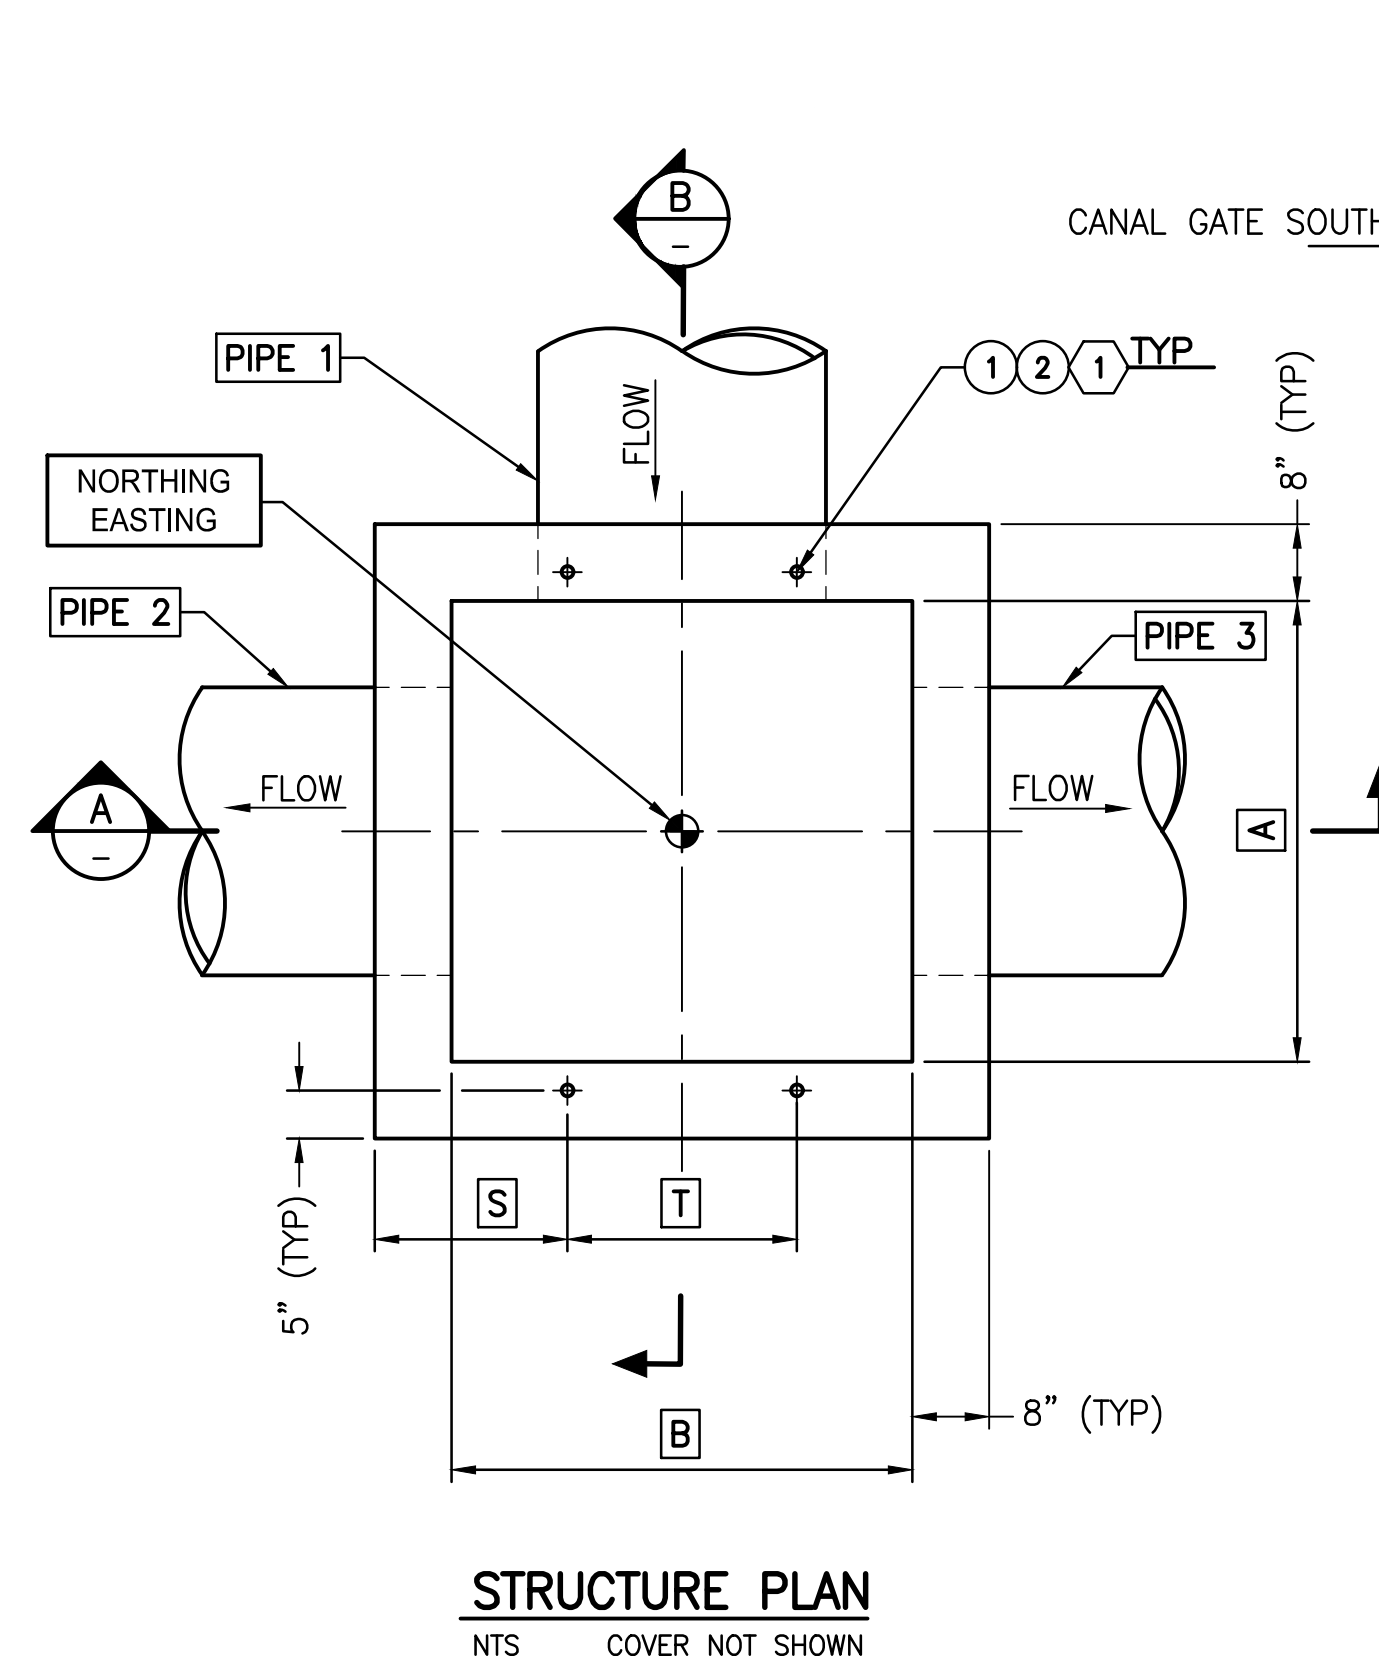 B
-
CANAL GATE SOUTH
PIPE 1
1 2 1 TYP
8" (TYP)
FLOW
NORTHING
EASTING
PIPE 2
PIPE 3
FLOW
FLOW
A
-
A
S
T
5" (TYP)
8" (TYP)
B
STRUCTURE PLAN
NTS COVER NOT SHOWN